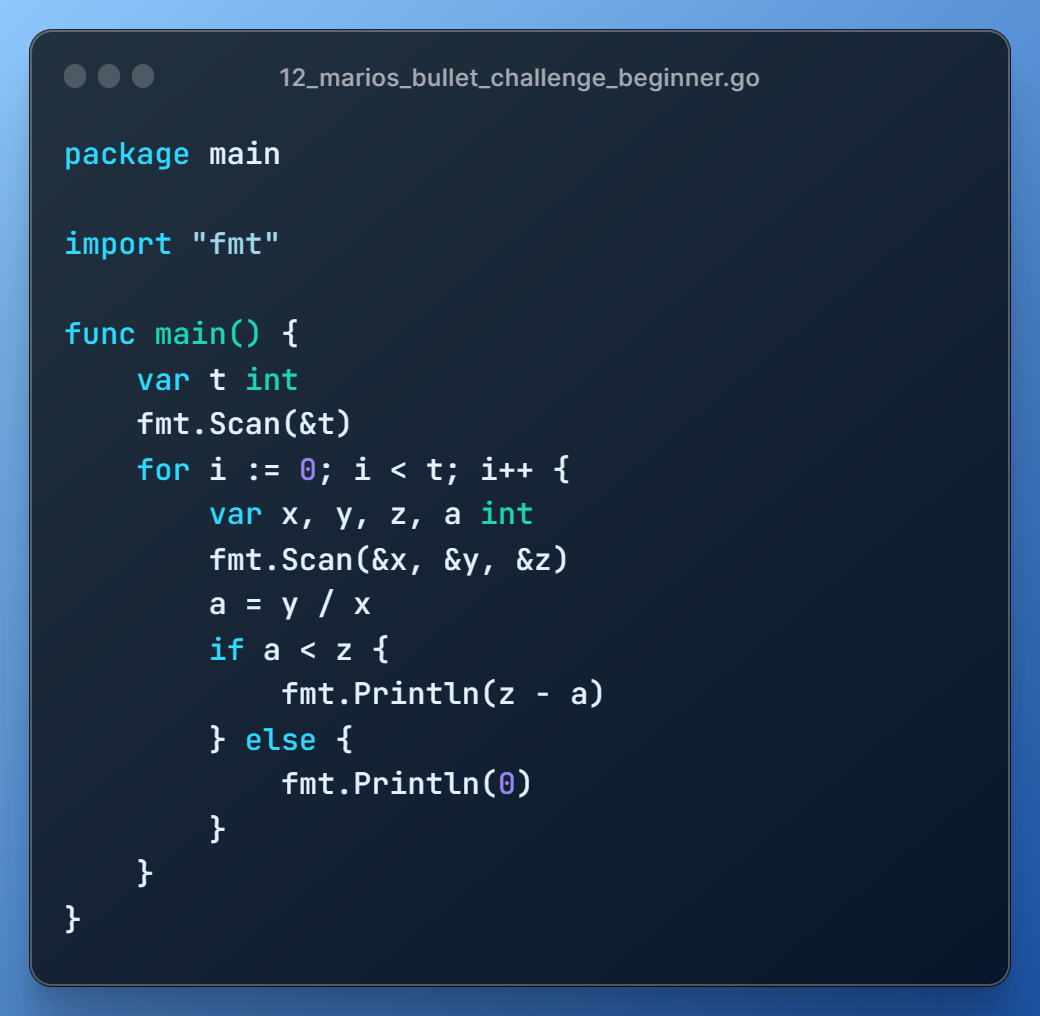 12_marios_bullet_challenge_beginner.go
package main
import "fmt"
func main() {
    var t int
    fmt.Scan(&t)
    for i := 0; i < t; i++ {
        var x, y, z, a int
        fmt.Scan(&x, &y, &z)
        a = y / x
        if a < z {
            fmt.Println(z - a)
        } else {
            fmt.Println(0)
        }
    }
}